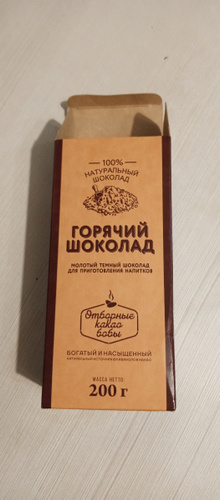 100%
НАТУРАЛЬНЫЙ
ШОКОЛАД
ГОРЯЧИЙ
ШОКОЛАД
МОЛОТЫЙ ТЕМНЫЙ ШОКОЛАД
ДЛЯ ПРИГОТОВЛЕНИЯ НАПИТКОВ
Отборные
какао
бобы
БОГАТЫЙ И НАСЫЩЕННЫЙ
МАССА НЕТТО:
200 г